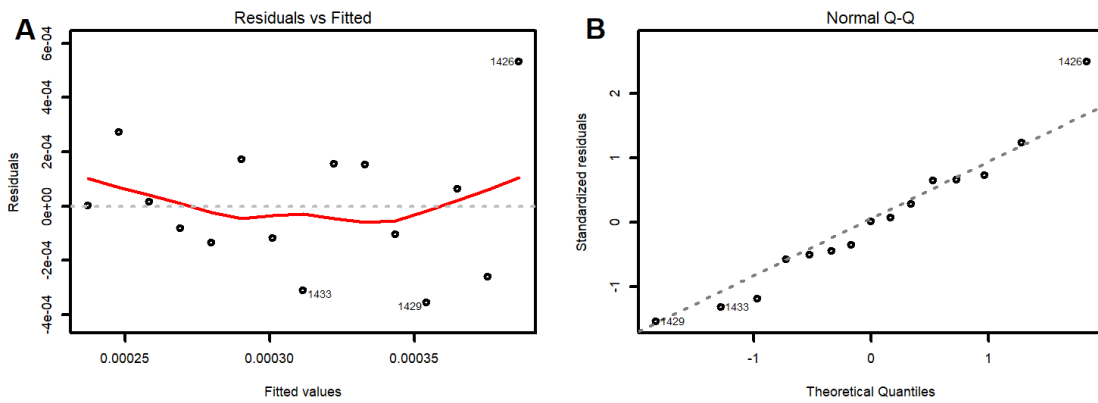 A
Residuals vs Fitted
Residuals
6e-04
4e-04
2e-04
0e+00
-2e-04
-4e-04
1426
1433
1429
0.00025
0.00030
0.00035
Fitted values
B
Normal Q-Q
Standardized residuals
2
1
0
-1
1426
1429
1433
-1
0
1
Theoretical Quantiles